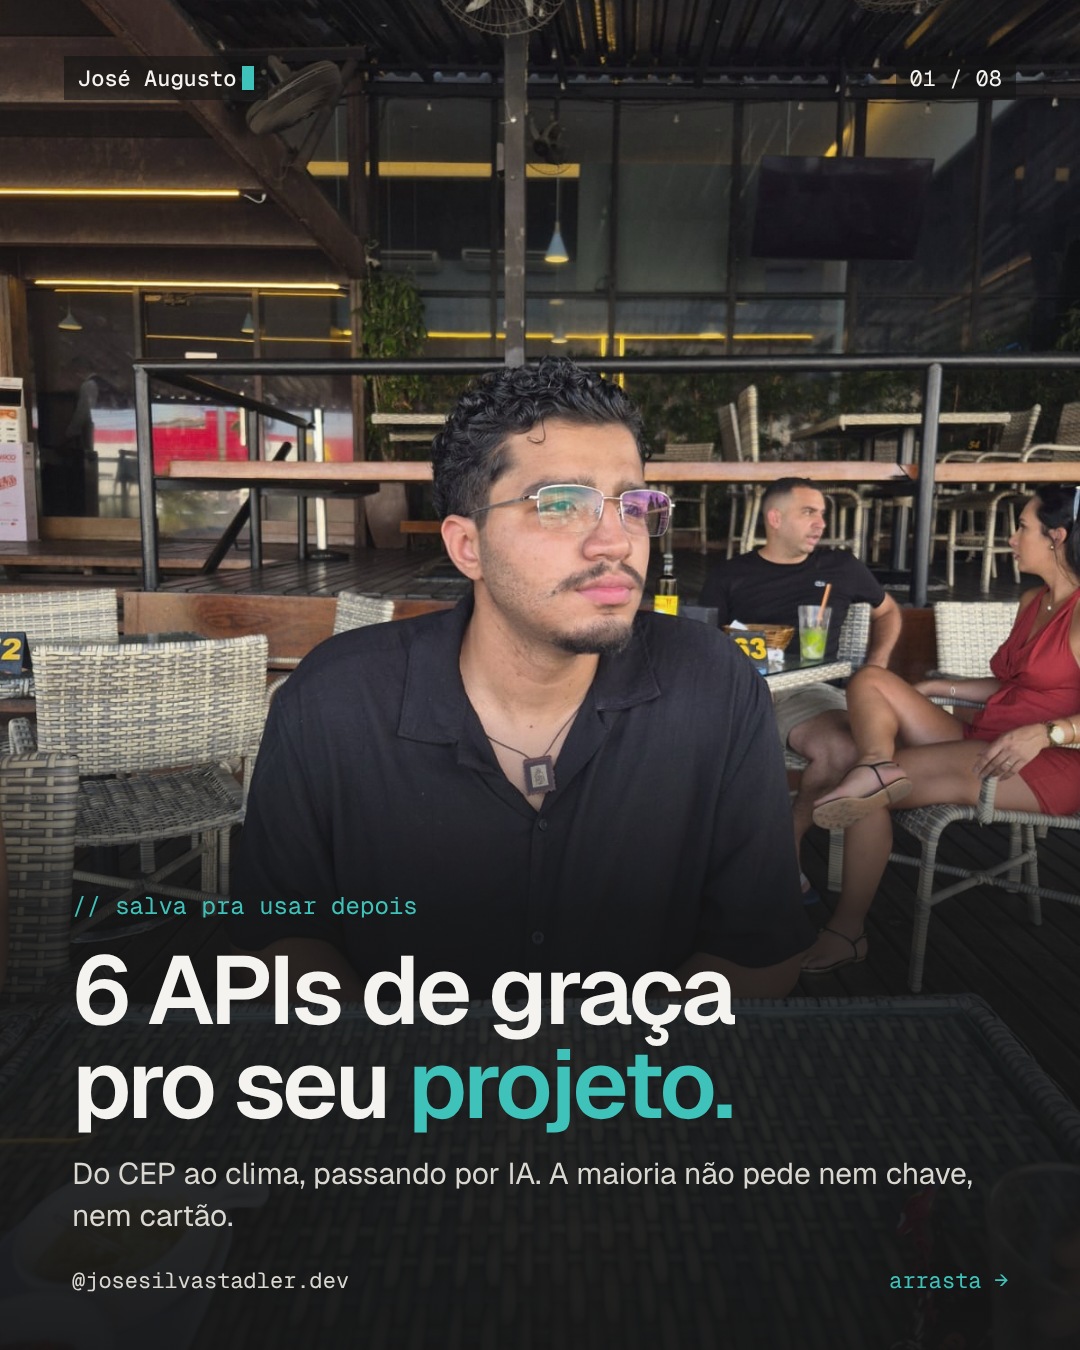 José Augusto
01 / 08
// salva pra usar depois
6 APIs de graça
pro seu projeto.
Do CEP ao clima, passando por IA. A maioria não pede nem chave,
nem cartão.
@josesilvastadler.dev
arrasta →
63